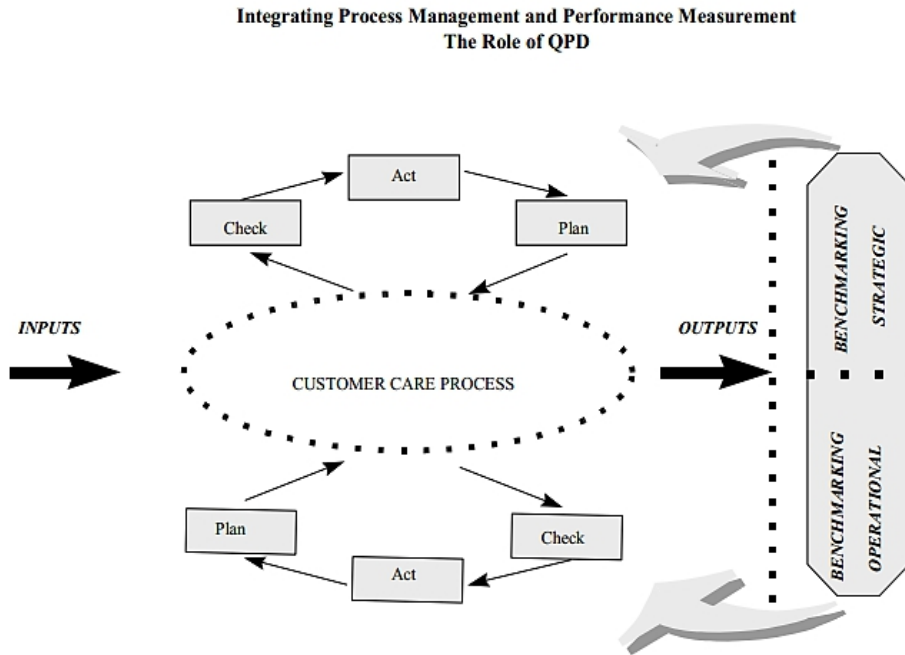 Integrating Process Management and Performance Measurement
The Role of QPD
Act
Check
Plan
INPUTS
OUTPUTS
CUSTOMER CARE PROCESS
BENCHMARKING
STRATEGIC
Plan
Check
Act
BENCHMARKING
OPERATIONAL